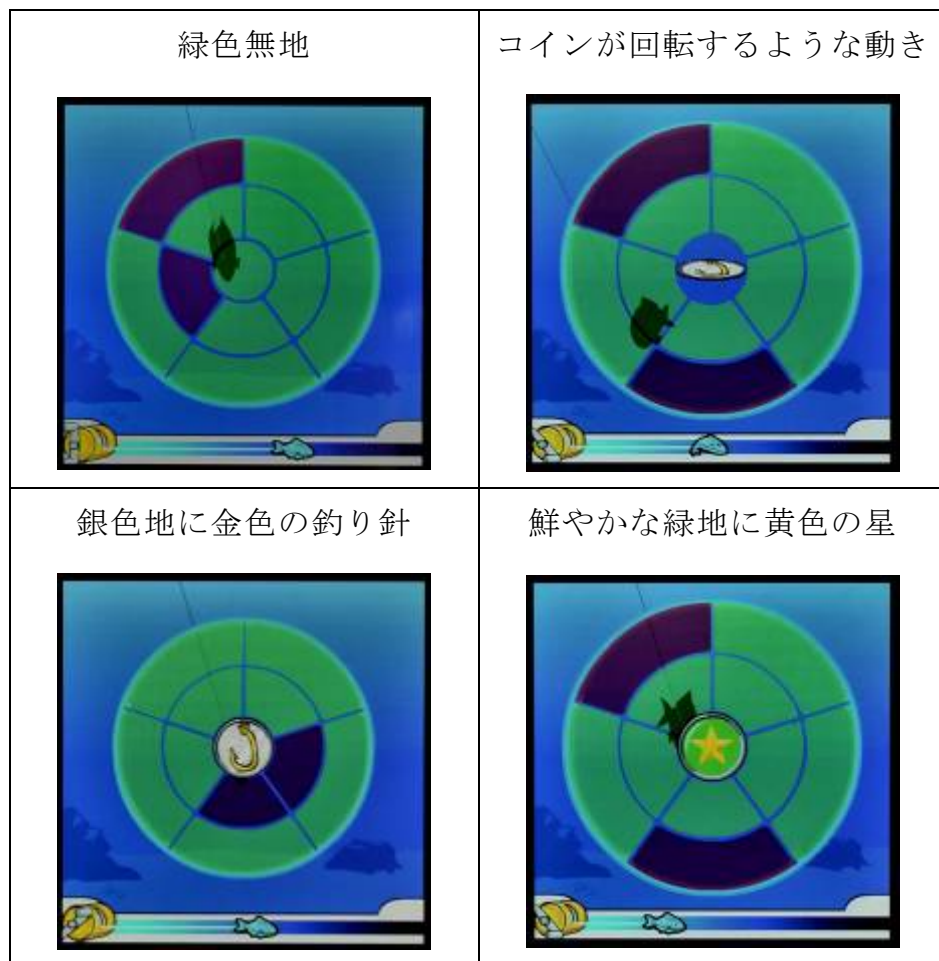 緑色無地
コインが回転するような動き
銀色地に金色の釣り針
鮮やかな緑地に黄色の星